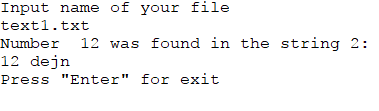 Input name of your file
text1.txt
Number  12 was found in the string 2:
12 dejn
Press "Enter" for exit